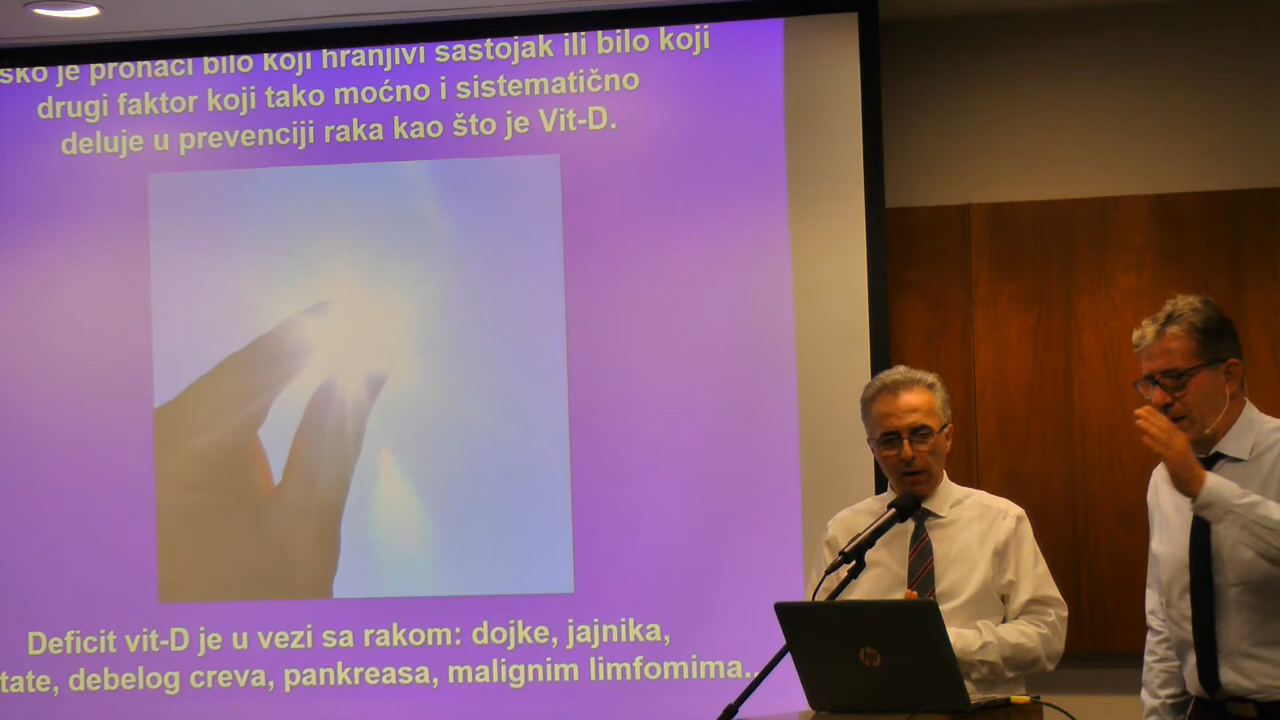 je pronaći bilo koji hranjivi sastojak ili bilo koji
drugi faktor koji tako moćno i sistematično
deluje u prevenciji raka kao što je Vit-D.
Deficit vit-D je u vezi sa rakom: dojke, jajnika,
tate, debelog creva, pankreasa, malignim limfomima..
hp